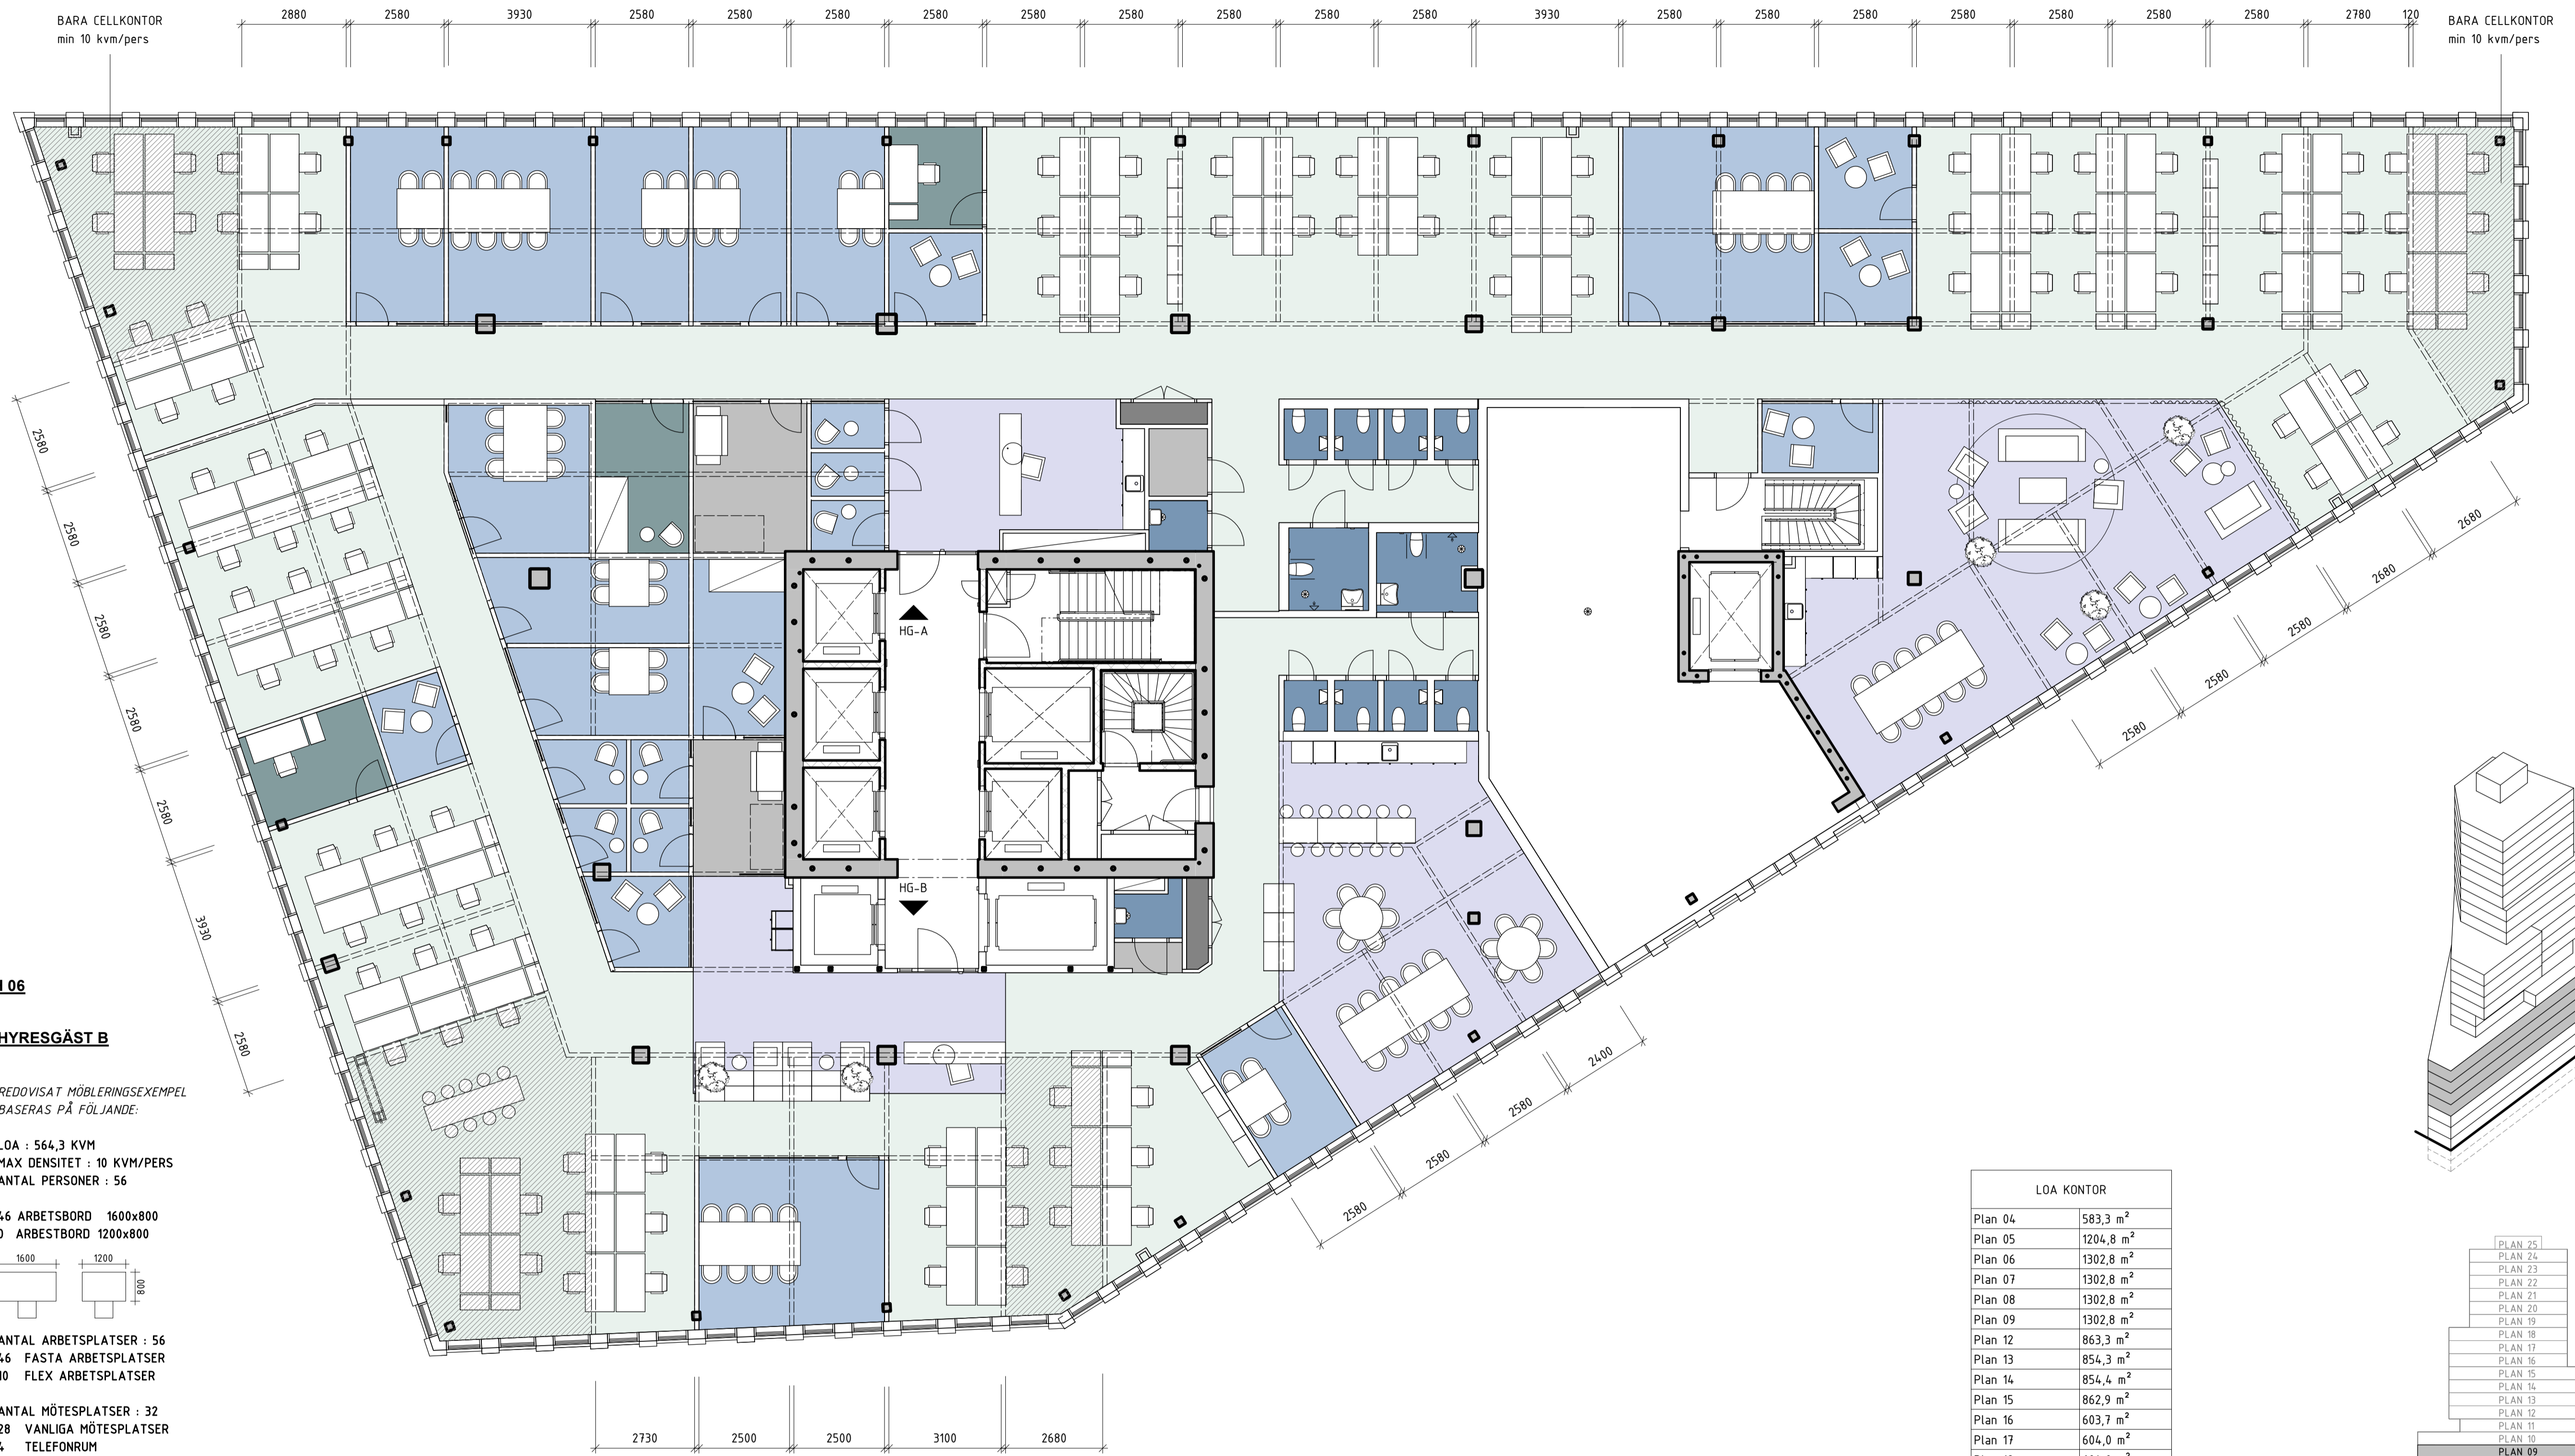 BARA CELLKONTOR
min 10 kvm/pers
2880 2580 3930 2580 2580 2580 2580 2580 2580 2580 2580 2580 3930 2580 2580 2580 2580 2580 2580 2580 2780 120
BARA CELLKONTOR
min 10 kvm/pers
2580
2580
2580
2580
2580
3930
2580
HG-A
HG-B
2680
2680
2580
2580
2580
2400
2580
2580
2580
06
HYRESGÄST B
REDOVISAT MÖBLERINGSEXEMPEL
BASERAS PÅ FÖLJANDE:
LOA : 564,3 KVM
MAX DENSITET : 10 KVM/PERS
ANTAL PERSONER : 56
46 ARBETSBORD 1600x800
0 ARBESTBORD 1200x800
1600 1200
800
ANTAL ARBETSPLATSER : 56
46 FASTA ARBETSPLATSER
10 FLEX ARBETSPLATSER
ANTAL MÖTESPLATSER : 32
28 VANLIGA MÖTESPLATSER
4 TELEFONRUM
2730 2500 2500 3100 2680
LOA KONTOR
Plan 04 583,3 m²
Plan 05 1204,8 m²
Plan 06 1302,8 m²
Plan 07 1302,8 m²
Plan 08 1302,8 m²
Plan 09 1302,8 m²
Plan 12 863,3 m²
Plan 13 854,3 m²
Plan 14 854,4 m²
Plan 15 862,9 m²
Plan 16 603,7 m²
Plan 17 604,0 m²
PLAN 25
PLAN 24
PLAN 23
PLAN 22
PLAN 21
PLAN 20
PLAN 19
PLAN 18
PLAN 17
PLAN 16
PLAN 15
PLAN 14
PLAN 13
PLAN 12
PLAN 11
PLAN 10
PLAN 09